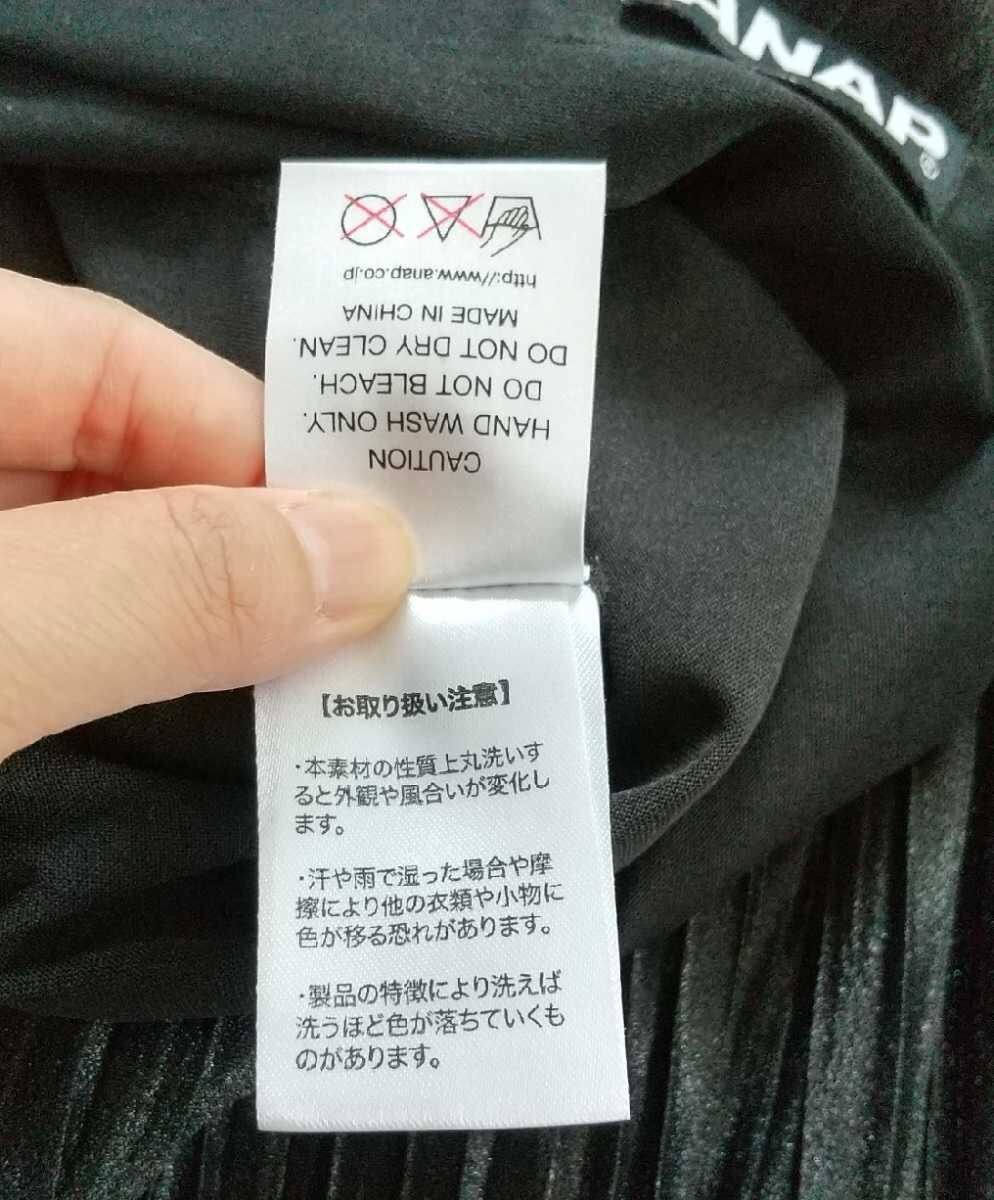 ANAP®
CAUTION
HAND WASH ONLY.
DO NOT BLEACH.
DO NOT DRY CLEAN.
MADE IN CHINA
http://www.anap.co.jp
【お取り扱い注意】
・本素材の性質上丸洗いす
ると外観や風合いが変化し
ます。
・汗や雨で湿った場合や摩
擦により他の衣類や小物に
色が移る恐れがあります。
・製品の特徴により洗えば
洗うほど色が落ちていくも
のがあります。